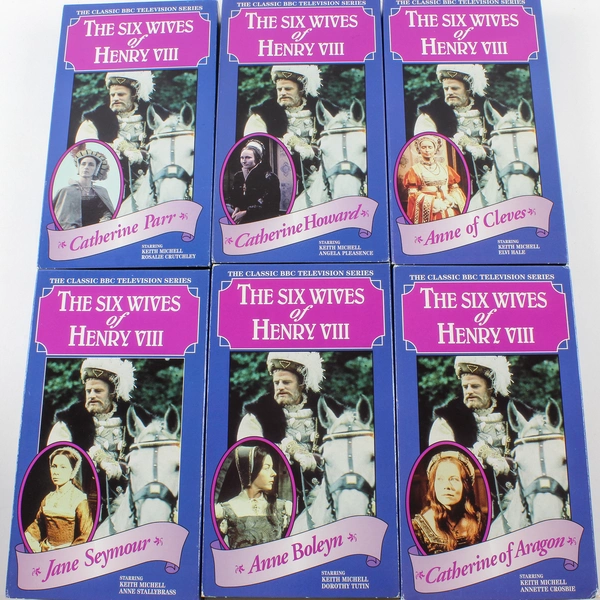 THE CLASSIC BBC TELEVISION SERIES
THE SIX WIVES
of
HENRY VIII
Catherine Parr
STARRING
KEITH MICHELL
ROSALIE CRUTCHLEY
THE CLASSIC BBC TELEVISION SERIES
THE SIX WIVES
of
HENRY VIII
Catherine Howard
STARRING
KEITH MICHELL
ANGELA PLEASENCE
THE CLASSIC BBC TELEVISION SERIES
THE SIX WIVES
of
HENRY VIII
Anne of Cleves
STARRING
KEITH MICHELL
ELVI HALE
THE CLASSIC BBC TELEVISION SERIES
THE SIX WIVES
of
HENRY VIII
Jane Seymour
STARRING
KEITH MICHELL
ANNE STALLYBRASS
THE CLASSIC BBC TELEVISION SERIES
THE SIX WIVES
of
HENRY VIII
Anne Boleyn
STARRING
KEITH MICHELL
DOROTHY TUTIN
THE CLASSIC BBC TELEVISION SERIES
THE SIX WIVES
of
HENRY VIII
Catherine of Aragon
STARRING
KEITH MICHELL
ANNETTE CROSBIE